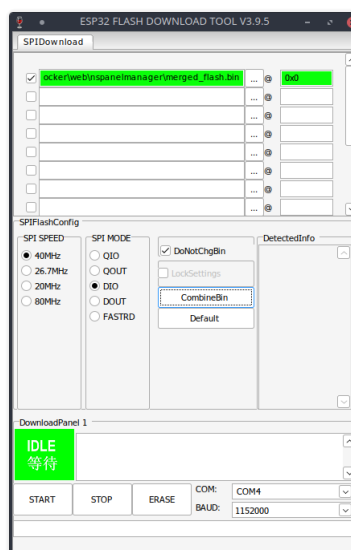 ESP32 FLASH DOWNLOAD TOOL V3.9.5
SPIDownload
ocker\web\nspanelmanager\merged_flash.bin ... @ 0x0
... @
... @
... @
... @
... @
... @
... @
SPIFlashConfig
SPI SPEED
40MHz
26.7MHz
20MHz
80MHz
SPI MODE
QIO
QOUT
DIO
DOUT
FASTRD
DoNotChgBin
LockSettings
CombineBin
Default
DetectedInfo
DownloadPanel 1
IDLE
等待
START STOP ERASE
COM: COM4
BAUD: 1152000